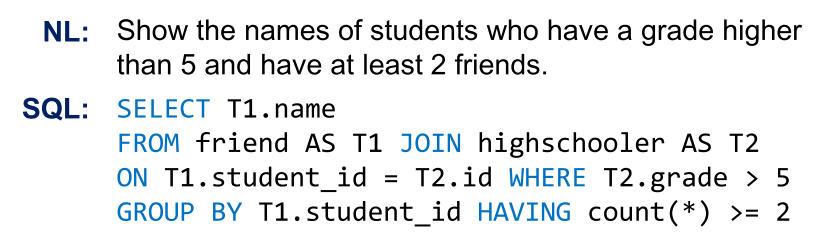 NL: Show the names of students who have a grade higher
than 5 and have at least 2 friends.
SQL: SELECT T1.name
FROM friend AS T1 JOIN highschooler AS T2
ON T1.student_id = T2.id WHERE T2.grade > 5
GROUP BY T1.student_id HAVING count(*) >= 2